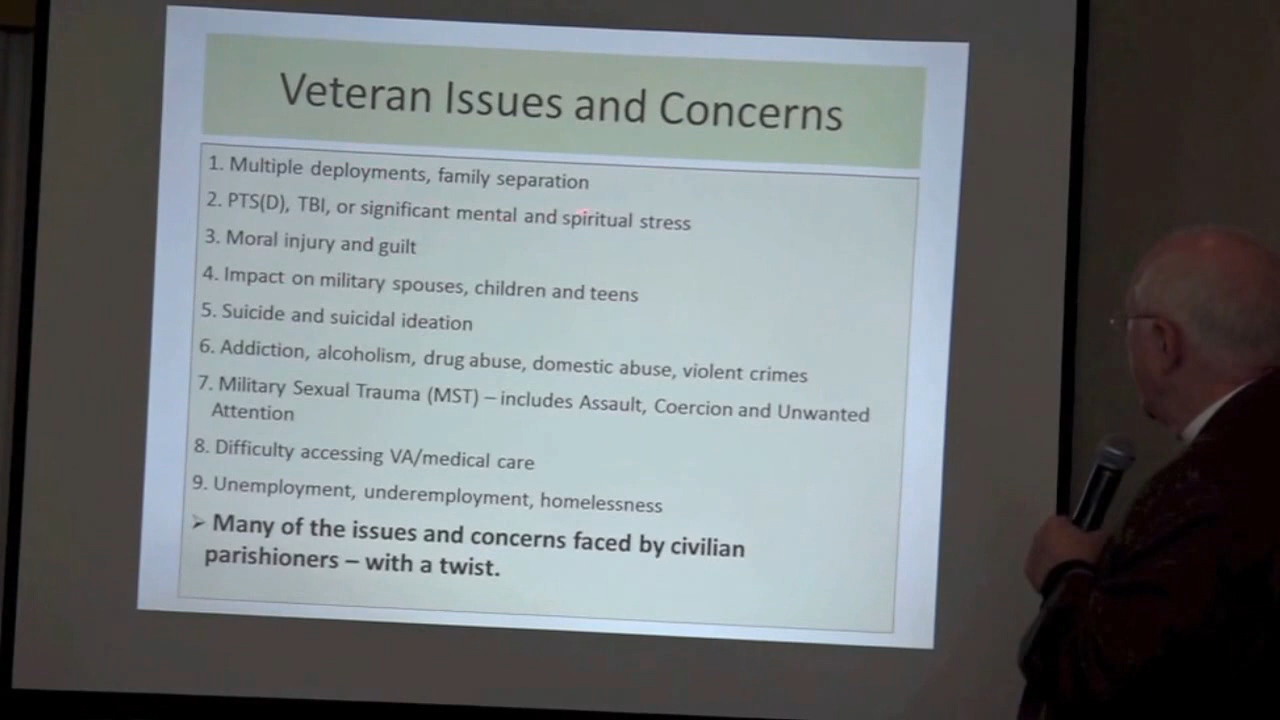 Veteran Issues and Concerns
1. Multiple deployments, family separation
2. PTS(D), TBI, or significant mental and spiritual stress
3. Moral injury and guilt
4. Impact on military spouses, children and teens
5. Suicide and suicidal ideation
6. Addiction, alcoholism, drug abuse, domestic abuse, violent crimes
7. Military Sexual Trauma (MST) – includes Assault, Coercion and Unwanted
Attention
8. Difficulty accessing VA/medical care
9. Unemployment, underemployment, homelessness
➢ Many of the issues and concerns faced by civilian
parishioners – with a twist.